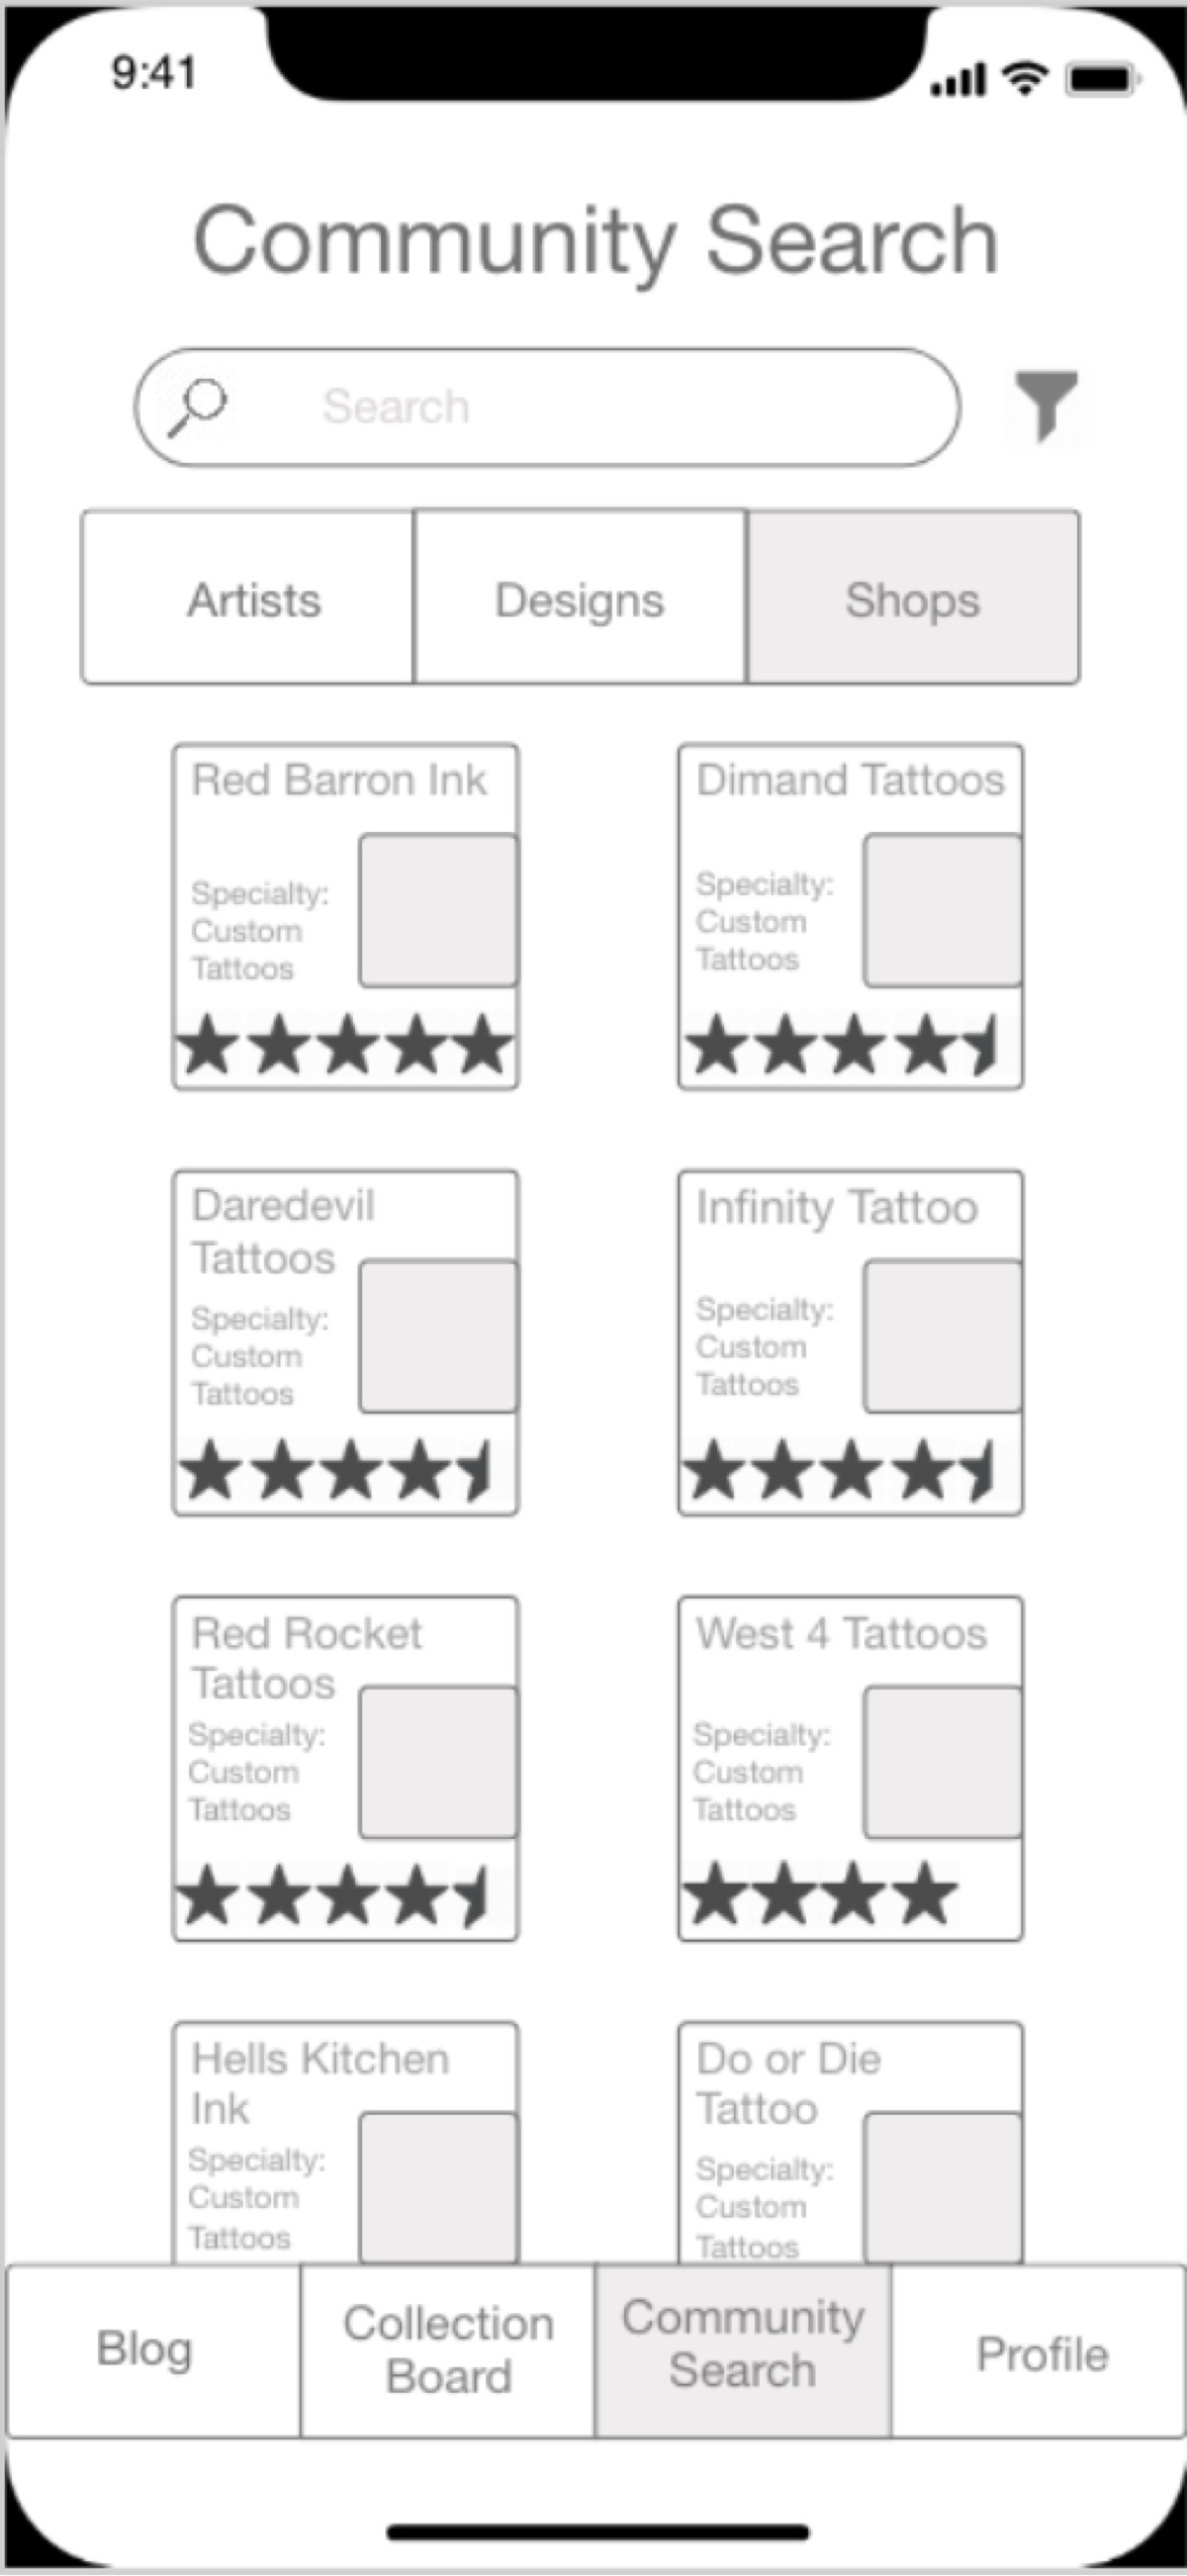 9:41
Community Search
Search
Artists
Designs
Shops
Red Barron Ink
Specialty:
Custom
Tattoos
Dimand Tattoos
Specialty:
Custom
Tattoos
Daredevil
Tattoos
Specialty:
Custom
Tattoos
Infinity Tattoo
Specialty:
Custom
Tattoos
Red Rocket
Tattoos
Specialty:
Custom
Tattoos
West 4 Tattoos
Specialty:
Custom
Tattoos
Hells Kitchen
Ink
Specialty:
Custom
Tattoos
Do or Die
Tattoo
Specialty:
Custom
Tattoos
Blog
Collection
Board
Community
Search
Profile